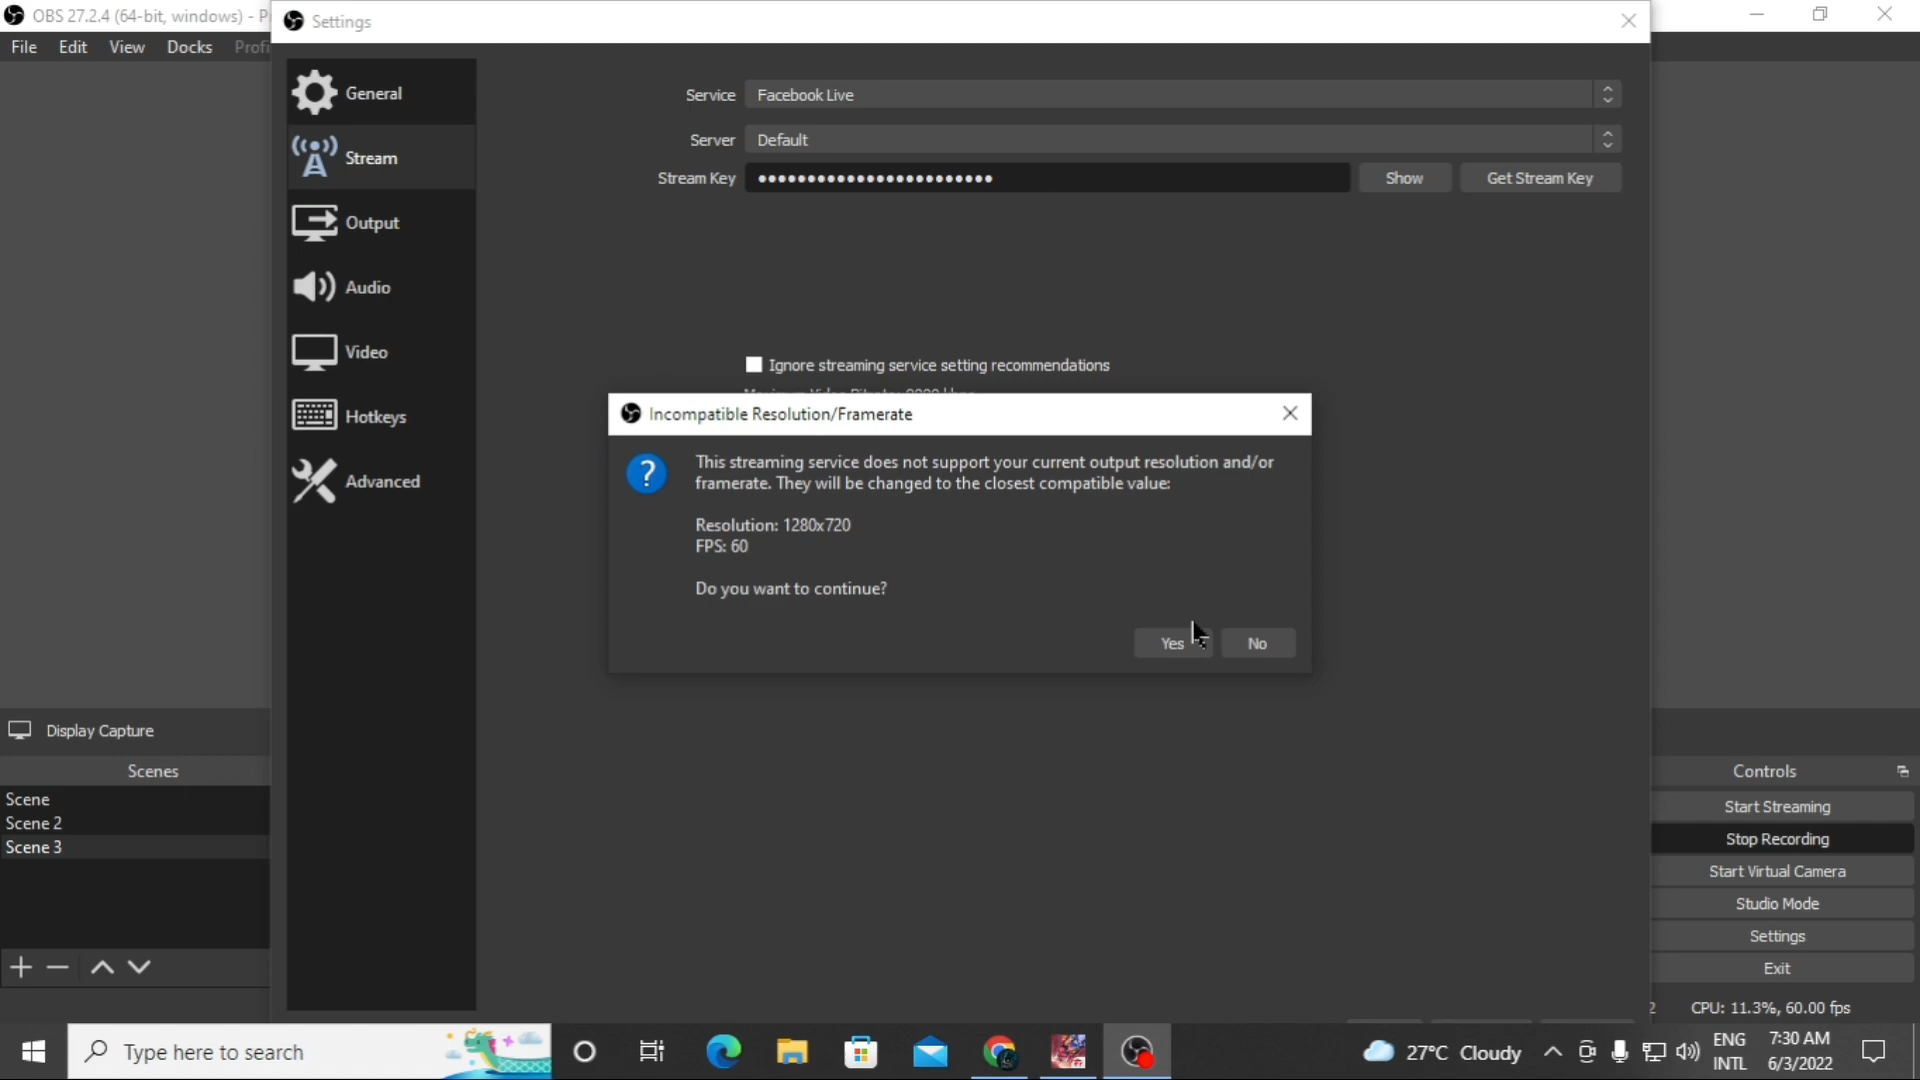 OBS 27.2.4 (64-bit, windows) - P
Settings
File Edit View Docks Profi
General
Stream
Output
Audio
Video
Hotkeys
Advanced
Service Facebook Live
Server Default
Stream Key ●●●●●●●●●●●●●●●●●●●●●●●● Show Get Stream Key
Ignore streaming service setting recommendations
Incompatible Resolution/Framerate
This streaming service does not support your current output resolution and/or
framerate. They will be changed to the closest compatible value:
Resolution: 1280x720
FPS: 60
Do you want to continue?
Yes No
Display Capture
Scenes
Scene
Scene 2
Scene 3
Controls
Start Streaming
Stop Recording
Start Virtual Camera
Studio Mode
Settings
Exit
2 CPU: 11.3%, 60.00 fps
Type here to search
27°C Cloudy
ENG
INTL
7:30 AM
6/3/2022